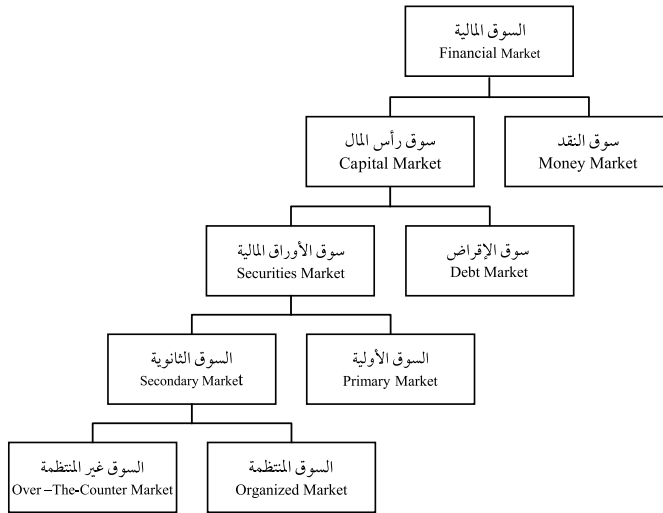 السوق المالية
Financial Market
سوق رأس المال
Capital Market
سوق النقد
Money Market
سوق الأوراق المالية
Securities Market
سوق الإقراض
Debt Market
السوق الثانوية
Secondary Market
السوق الأولية
Primary Market
السوق غير المنتظمة
Over –The-Counter Market
السوق المنتظمة
Organized Market